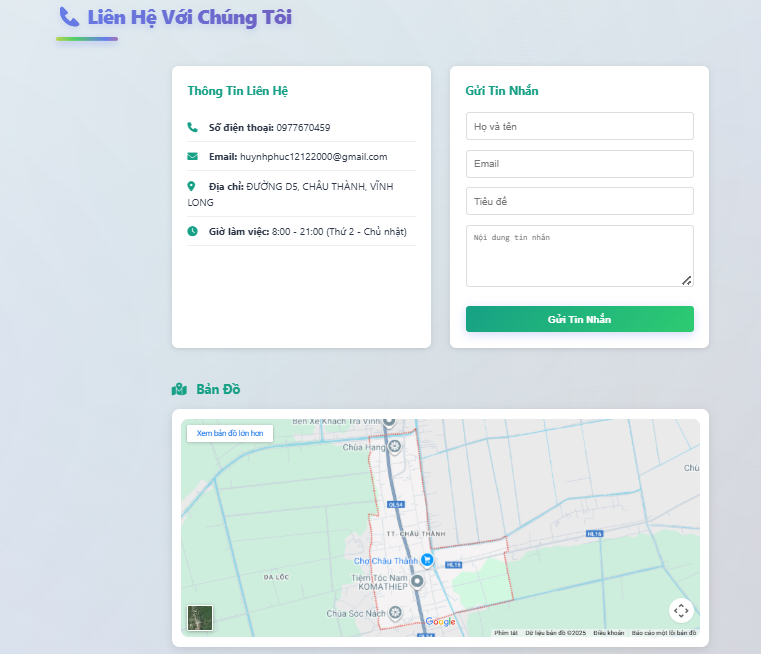 Liên Hệ Với Chúng Tôi
Thông Tin Liên Hệ
Số điện thoại: 0977670459
Email: huynhphuc12122000@gmail.com
Địa chỉ: ĐƯỜNG D5, CHÂU THÀNH, VĨNH
LONG
Giờ làm việc: 8:00 - 21:00 (Thứ 2 - Chủ nhật)
Gửi Tin Nhắn
Họ và tên
Email
Tiêu đề
Nội dung tin nhắn
Gửi Tin Nhắn
Bản Đồ
Xem bản đồ lớn hơn
Bến Xe Khách Trà Vinh
Chùa Hang
Chù
QL54
TT. CHÂU THÀNH
HL16
Chợ Châu Thành
HL16
ĐA LỘC
Tiệm Tóc Nam
KOMATHIEP
Chùa Sóc Nách
Google
QL54
Phím tắt
Dữ liệu bản đồ ©2025
Điều khoản
Báo cáo một lỗi bản đồ